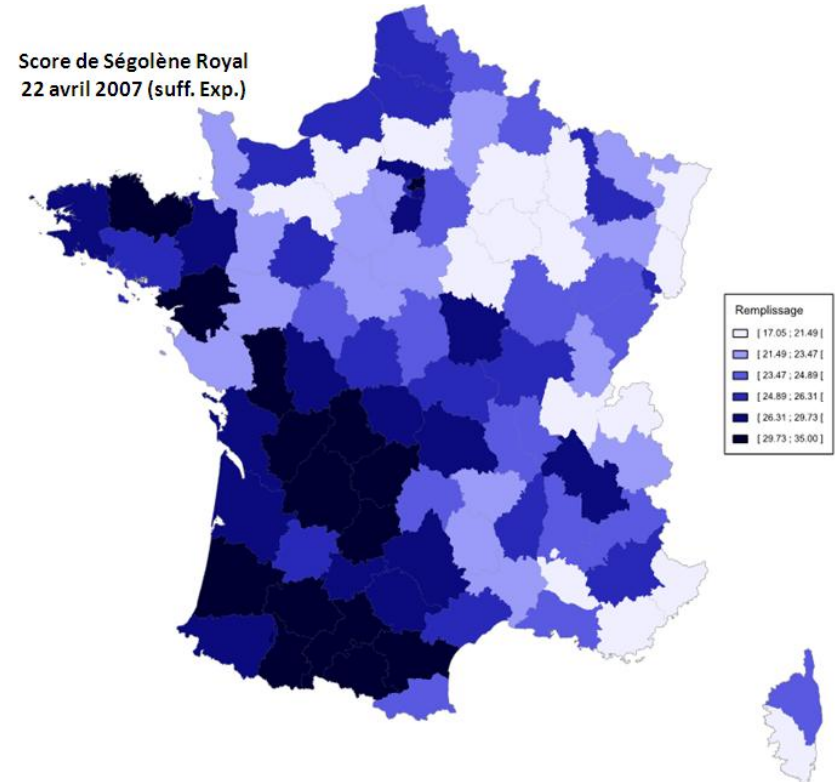 Score de Ségolène Royal
22 avril 2007 (suff. Exp.)
Remplissage
[ 17.05 ; 21.49 [
[ 21.49 ; 23.47 [
[ 23.47 ; 24.89 [
[ 24.89 ; 26.31 [
[ 26.31 ; 29.73 [
[ 29.73 ; 35.00 ]